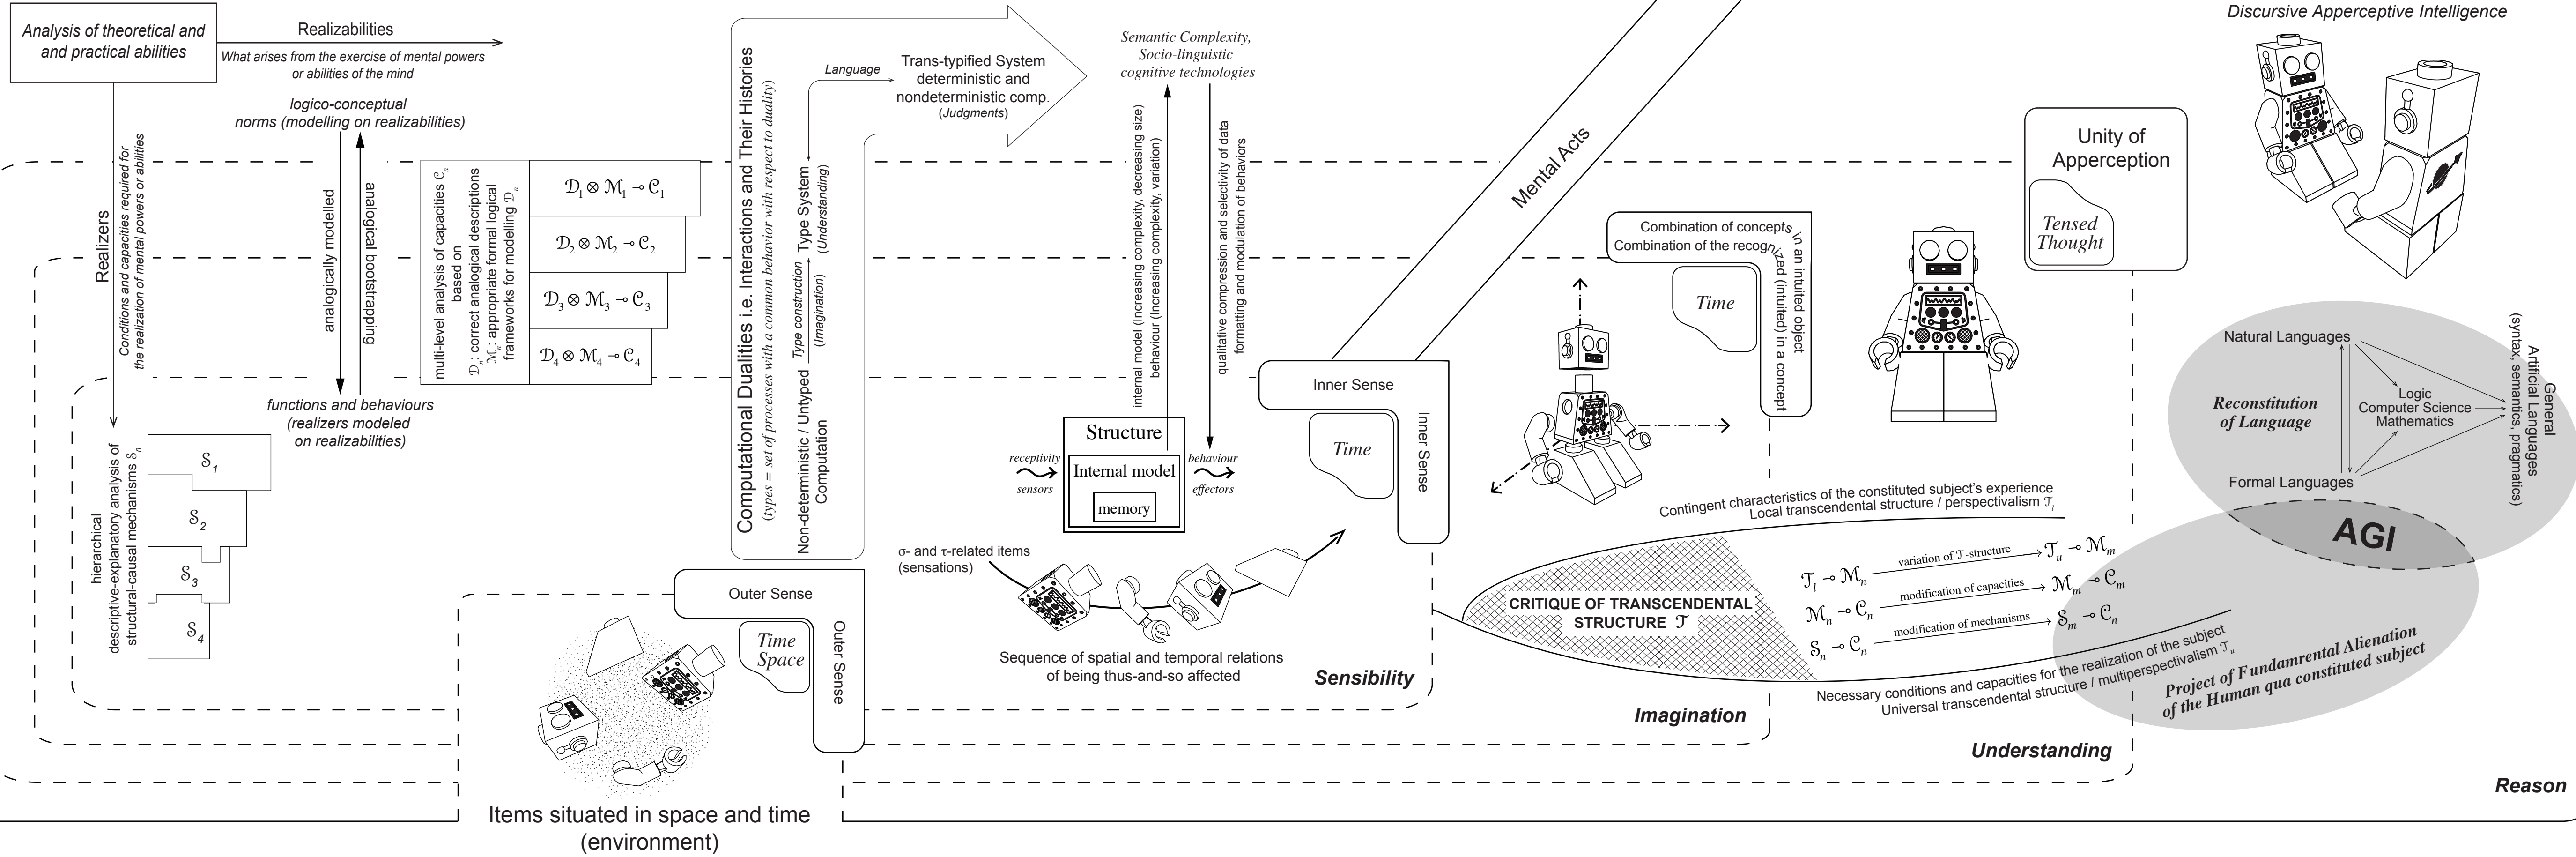 Analysis of theoretical and
and practical abilities
Realizabilities
What arises from the exercise of mental powers
or abilities of the mind
Realizers
Conditions and capacities required for
the realization of mental powers or abilities
logico-conceptual
norms (modelling on realizabilities)
analogically modelled
analogical bootstrapping
functions and behaviours
(realizers modeled
on realizabilities)
hierarchical
descriptive-explanatory analysis of
structural-causal mechanisms 𝒮n
𝒮1
𝒮2
𝒮3
𝒮4
multi-level analysis of capacities 𝒞n
based on
𝒟n: correct analogical descriptions
ℳn: appropriate formal logical
frameworks for modelling 𝒟n
𝒟1 ⊗ ℳ1 ⊸ 𝒞1
𝒟2 ⊗ ℳ2 ⊸ 𝒞2
𝒟3 ⊗ ℳ3 ⊸ 𝒞3
𝒟4 ⊗ ℳ4 ⊸ 𝒞4
Computational Dualities i.e. Interactions and Their Histories
(types = set of processes with a common behavior with respect to duality)
Non-deterministic / Untyped
Computation
Type construction
(Imagination)
Type System
(Understanding)
Language
Trans-typified System
deterministic and
nondeterministic comp.
(Judgments)
Semantic Complexity,
Socio-linguistic
cognitive technologies
internal model (Increasing complexity, decreasing size)
behaviour (Increasing complexity, variation)
qualitative compression and selectivity of data
formatting and modulation of behaviors
Structure
Internal model
memory
receptivity
sensors
behaviour
effectors
σ- and τ-related items
(sensations)
Sequence of spatial and temporal relations
of being thus-and-so affected
Outer Sense
Outer Sense
Time
Space
Items situated in space and time
(environment)
Inner Sense
Inner Sense
Time
Sensibility
Mental Acts
Combination of concepts in an intuited object
Combination of the recognized (intuited) in a concept
Time
Imagination
Unity of
Apperception
Tensed
Thought
Understanding
Contingent characteristics of the constituted subject's experience
Local transcendental structure / perspectivalism 𝒯l
CRITIQUE OF TRANSCENDENTAL
STRUCTURE 𝒯
𝒯l ⊸ ℳn variation of 𝒯-structure 𝒯u ⊸ ℳm
ℳn ⊸ 𝒞n modification of capacities ℳm ⊸ 𝒞m
𝒮n ⊸ 𝒞n modification of mechanisms 𝒮m ⊸ 𝒞n
Necessary conditions and capacities for the realization of the subject
Universal transcendental structure / multiperspectivalism 𝒯u
Discursive Apperceptive Intelligence
Natural Languages
Reconstitution
of Language
Logic
Computer Science
Mathematics
Formal Languages
General
Artificial Languages
(syntax, semantics, pragmatics)
AGI
Project of Fundamrental Alienation
of the Human qua constituted subject
Reason